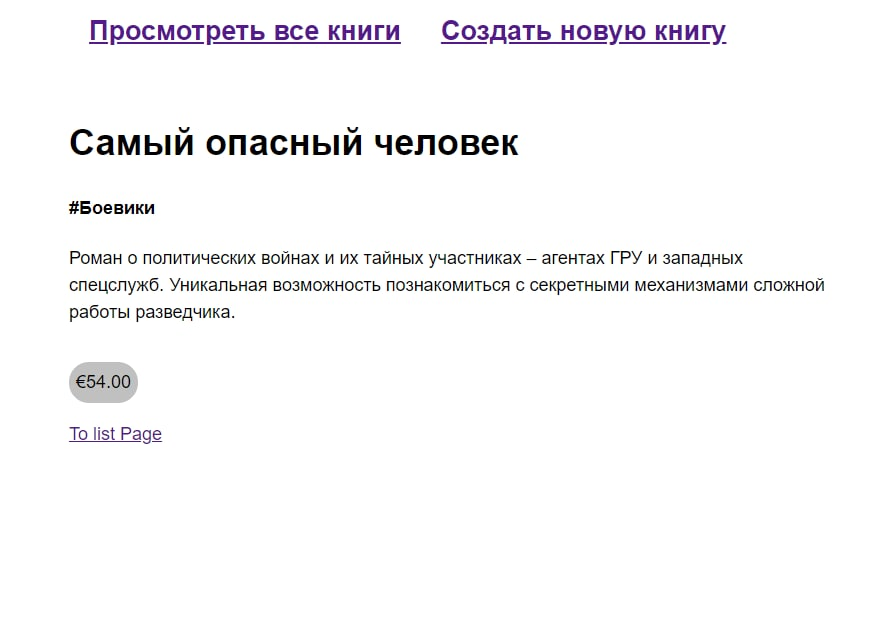 Просмотреть все книги Создать новую книгу
Самый опасный человек
#Боевики
Роман о политических войнах и их тайных участниках – агентах ГРУ и западных
спецслужб. Уникальная возможность познакомиться с секретными механизмами сложной
работы разведчика.
€54.00
To list Page